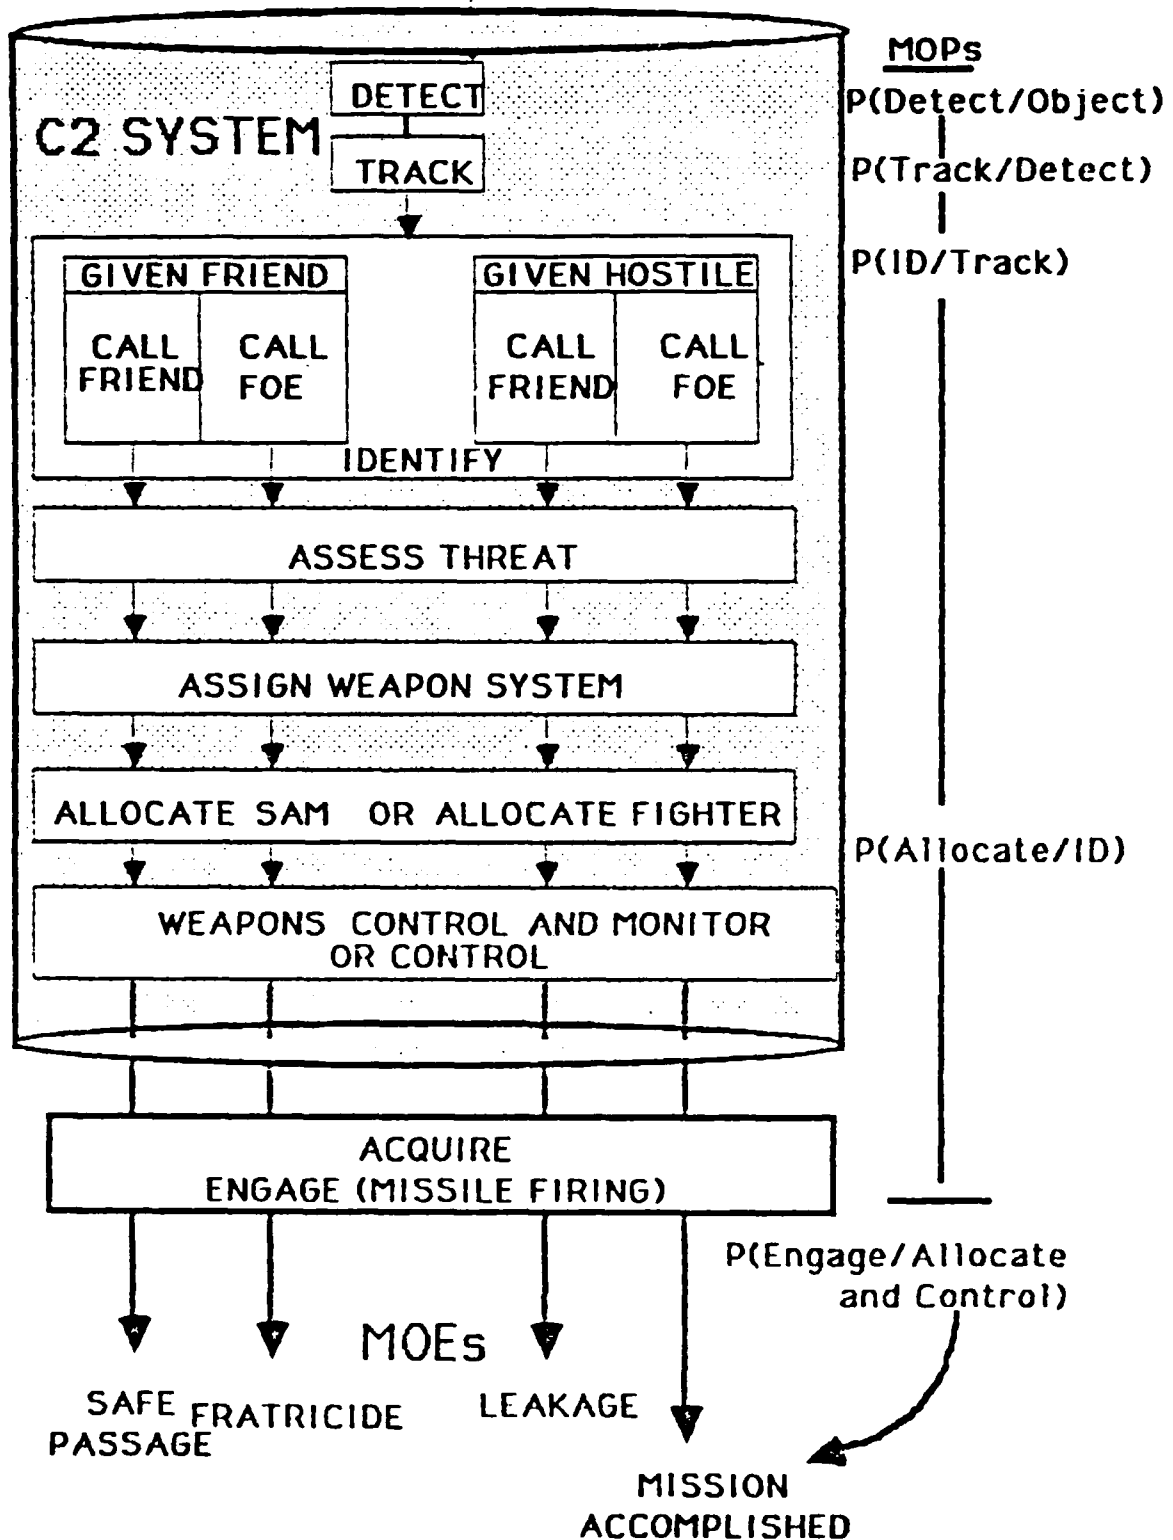 MOPs
DETECT
P(Detect/Object)
C2 SYSTEM
TRACK
P(Track/Detect)
GIVEN FRIEND
GIVEN HOSTILE
P(ID/Track)
CALL
FRIEND
CALL
FOE
CALL
FRIEND
CALL
FOE
IDENTIFY
ASSESS THREAT
ASSIGN WEAPON SYSTEM
ALLOCATE SAM OR ALLOCATE FIGHTER
P(Allocate/ID)
WEAPONS CONTROL AND MONITOR
OR CONTROL
ACQUIRE
ENGAGE (MISSILE FIRING)
P(Engage/Allocate
and Control)
MOEs
SAFE
PASSAGE
FRATRICIDE
LEAKAGE
MISSION
ACCOMPLISHED